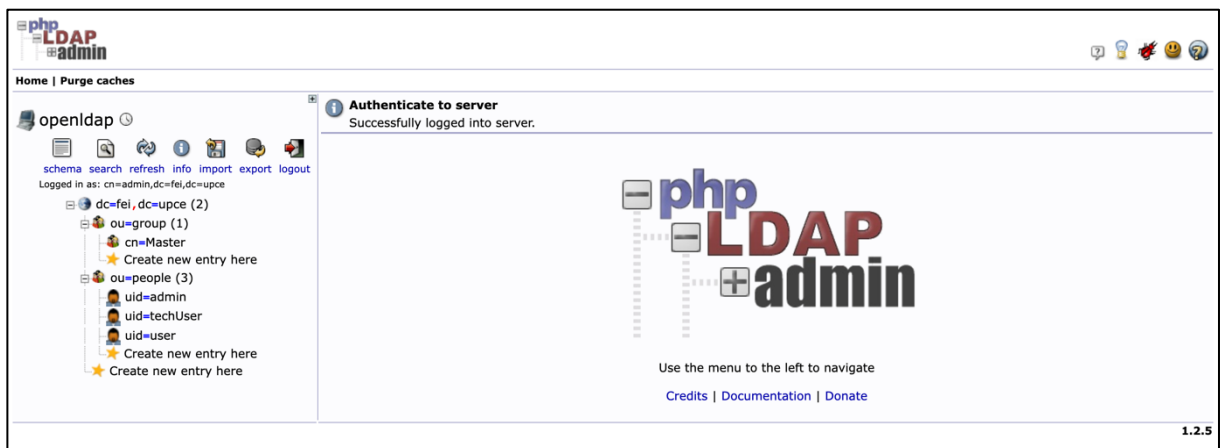 php
LDAP
admin
Home | Purge caches
openldap
schema search refresh info import export logout
Logged in as: cn=admin,dc=fei,dc=upce
dc=fei,dc=upce (2)
ou=group (1)
cn=Master
Create new entry here
ou=people (3)
uid=admin
uid=techUser
uid=user
Create new entry here
Create new entry here
Authenticate to server
Successfully logged into server.
php
LDAP
admin
Use the menu to the left to navigate
Credits | Documentation | Donate
1.2.5